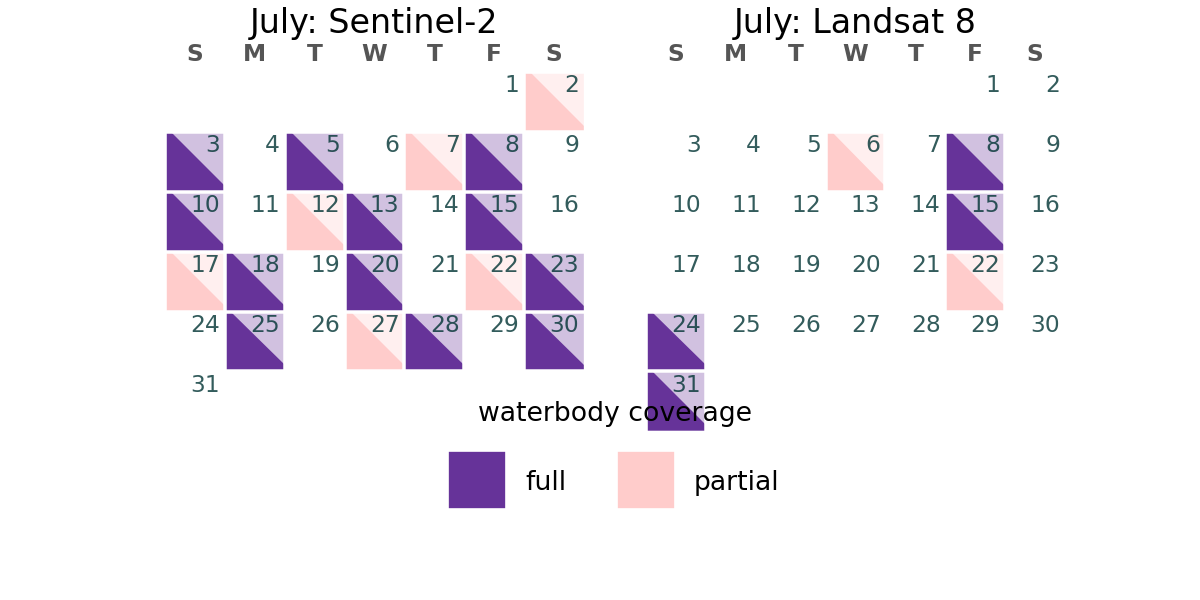 July: Sentinel-2
S M T W T F S
1 2
3 4 5 6 7 8 9
10 11 12 13 14 15 16
17 18 19 20 21 22 23
24 25 26 27 28 29 30
31
July: Landsat 8
S M T W T F S
1 2
3 4 5 6 7 8 9
10 11 12 13 14 15 16
17 18 19 20 21 22 23
24 25 26 27 28 29 30
31
waterbody coverage
full partial